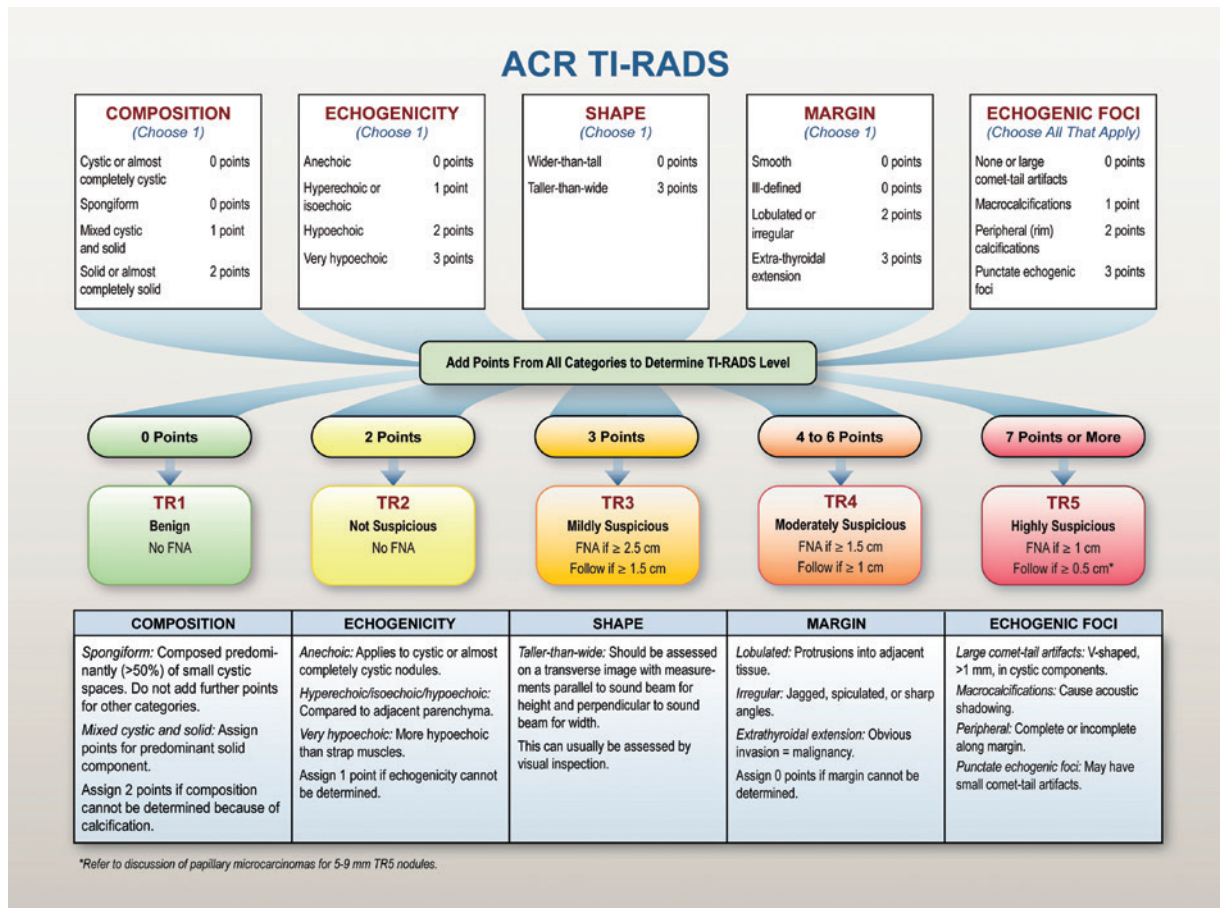 ACR TI-RADS
COMPOSITION
(Choose 1)
Cystic or almost 0 points
completely cystic
Spongiform 0 points
Mixed cystic 1 point
and solid
Solid or almost 2 points
completely solid
ECHOGENICITY
(Choose 1)
Anechoic 0 points
Hyperechoic or 1 point
isoechoic
Hypoechoic 2 points
Very hypoechoic 3 points
SHAPE
(Choose 1)
Wider-than-tall 0 points
Taller-than-wide 3 points
MARGIN
(Choose 1)
Smooth 0 points
Ill-defined 0 points
Lobulated or 2 points
irregular
Extra-thyroidal 3 points
extension
ECHOGENIC FOCI
(Choose All That Apply)
None or large 0 points
comet-tail artifacts
Macrocalcifications 1 point
Peripheral (rim) 2 points
calcifications
Punctate echogenic 3 points
foci
Add Points From All Categories to Determine TI-RADS Level
0 Points
2 Points
3 Points
4 to 6 Points
7 Points or More
TR1
Benign
No FNA
TR2
Not Suspicious
No FNA
TR3
Mildly Suspicious
FNA if ≥ 2.5 cm
Follow if ≥ 1.5 cm
TR4
Moderately Suspicious
FNA if ≥ 1.5 cm
Follow if ≥ 1 cm
TR5
Highly Suspicious
FNA if ≥ 1 cm
Follow if ≥ 0.5 cm*
COMPOSITION
Spongiform: Composed predomi-
nantly (>50%) of small cystic
spaces. Do not add further points
for other categories.
Mixed cystic and solid: Assign
points for predominant solid
component.
Assign 2 points if composition
cannot be determined because of
calcification.
ECHOGENICITY
Anechoic: Applies to cystic or almost
completely cystic nodules.
Hyperechoic/isoechoic/hypoechoic:
Compared to adjacent parenchyma.
Very hypoechoic: More hypoechoic
than strap muscles.
Assign 1 point if echogenicity cannot
be determined.
SHAPE
Taller-than-wide: Should be assessed
on a transverse image with measure-
ments parallel to sound beam for
height and perpendicular to sound
beam for width.
This can usually be assessed by
visual inspection.
MARGIN
Lobulated: Protrusions into adjacent
tissue.
Irregular: Jagged, spiculated, or sharp
angles.
Extrathyroidal extension: Obvious
invasion = malignancy.
Assign 0 points if margin cannot be
determined.
ECHOGENIC FOCI
Large comet-tail artifacts: V-shaped,
>1 mm, in cystic components.
Macrocalcifications: Cause acoustic
shadowing.
Peripheral: Complete or incomplete
along margin.
Punctate echogenic foci: May have
small comet-tail artifacts.
*Refer to discussion of papillary microcarcinomas for 5-9 mm TR5 nodules.